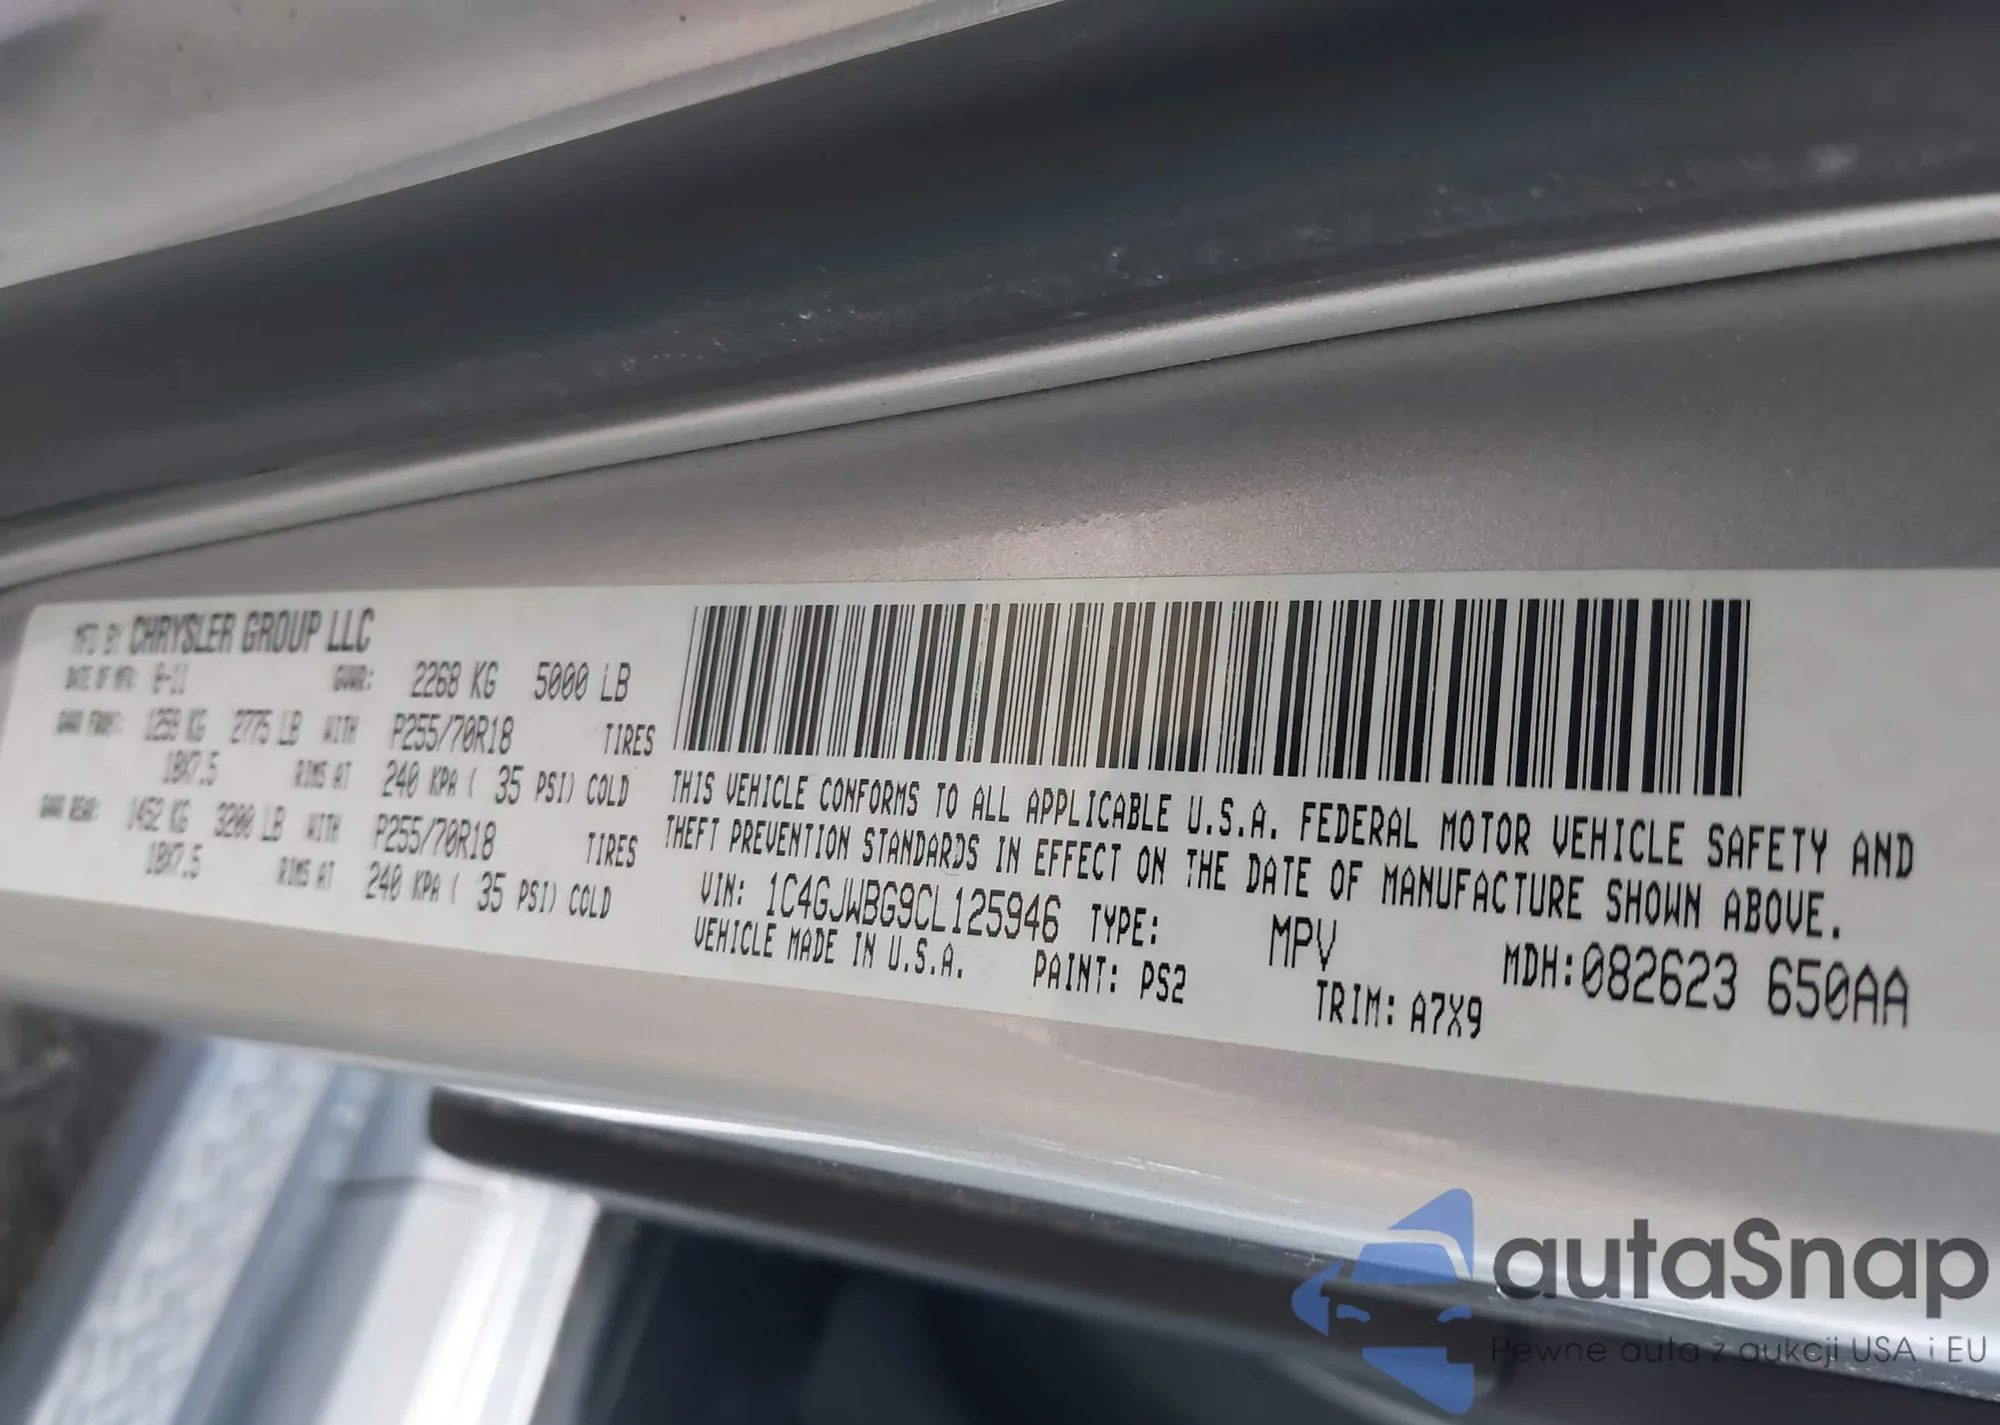 MFD BY CHRYSLER GROUP LLC
DATE OF MFR: 8-11 GVWR: 2268 KG 5000 LB
GAWR FRONT: 1259 KG 2775 LB WITH P255/70R18 TIRES
18X7.5 RIMS AT 240 KPA ( 35 PSI) COLD
GAWR REAR: 1452 KG 3200 LB WITH P255/70R18 TIRES
18X7.5 RIMS AT 240 KPA ( 35 PSI) COLD
THIS VEHICLE CONFORMS TO ALL APPLICABLE U.S.A. FEDERAL MOTOR VEHICLE SAFETY AND
THEFT PREVENTION STANDARDS IN EFFECT ON THE DATE OF MANUFACTURE SHOWN ABOVE.
VIN: 1C4GJWBG9CL125946 TYPE: MPV MDH:082623 650AA
VEHICLE MADE IN U.S.A. PAINT: PS2 TRIM: A7X9
autaSnap
Pewne auta z aukcji USA i EU